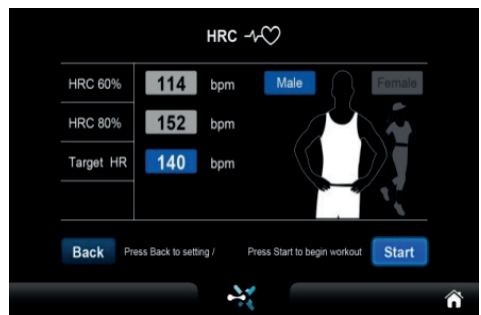 HRC
HRC 60% 114 bpm Male Female
HRC 80% 152 bpm
Target HR 140 bpm
Back Press Back to setting / Press Start to begin workout Start